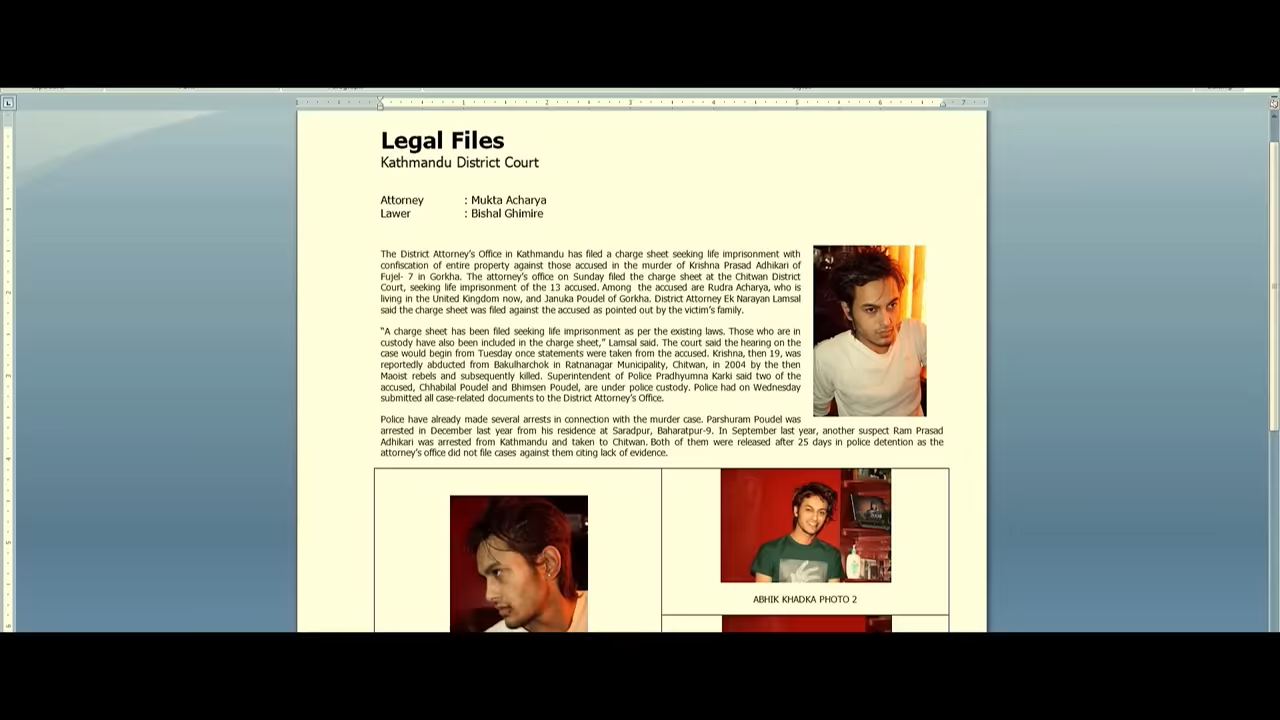 Legal Files
Kathmandu District Court
Attorney : Mukta Acharya
Lawer : Bishal Ghimire
The District Attorney's Office in Kathmandu has filed a charge sheet seeking life imprisonment with
confiscation of entire property against those accused in the murder of Krishna Prasad Adhikari of
Fujel- 7 in Gorkha. The attorney's office on Sunday filed the charge sheet at the Chitwan District
Court, seeking life imprisonment of the 13 accused. Among the accused are Rudra Acharya, who is
living in the United Kingdom now, and Januka Poudel of Gorkha. District Attorney Ek Narayan Lamsal
said the charge sheet was filed against the accused as pointed out by the victim's family.
“A charge sheet has been filed seeking life imprisonment as per the existing laws. Those who are in
custody have also been included in the charge sheet,” Lamsal said. The court said the hearing on the
case would begin from Tuesday once statements were taken from the accused. Krishna, then 19, was
reportedly abducted from Bakulharchok in Ratnanagar Municipality, Chitwan, in 2004 by the then
Maoist rebels and subsequently killed. Superintendent of Police Pradhyumna Karki said two of the
accused, Chhabilal Poudel and Bhimsen Poudel, are under police custody. Police had on Wednesday
submitted all case-related documents to the District Attorney's Office.
Police have already made several arrests in connection with the murder case. Parshuram Poudel was
arrested in December last year from his residence at Saradpur, Baharatpur-9. In September last year, another suspect Ram Prasad
Adhikari was arrested from Kathmandu and taken to Chitwan. Both of them were released after 25 days in police detention as the
attorney's office did not file cases against them citing lack of evidence.
ABHIK KHADKA PHOTO 2